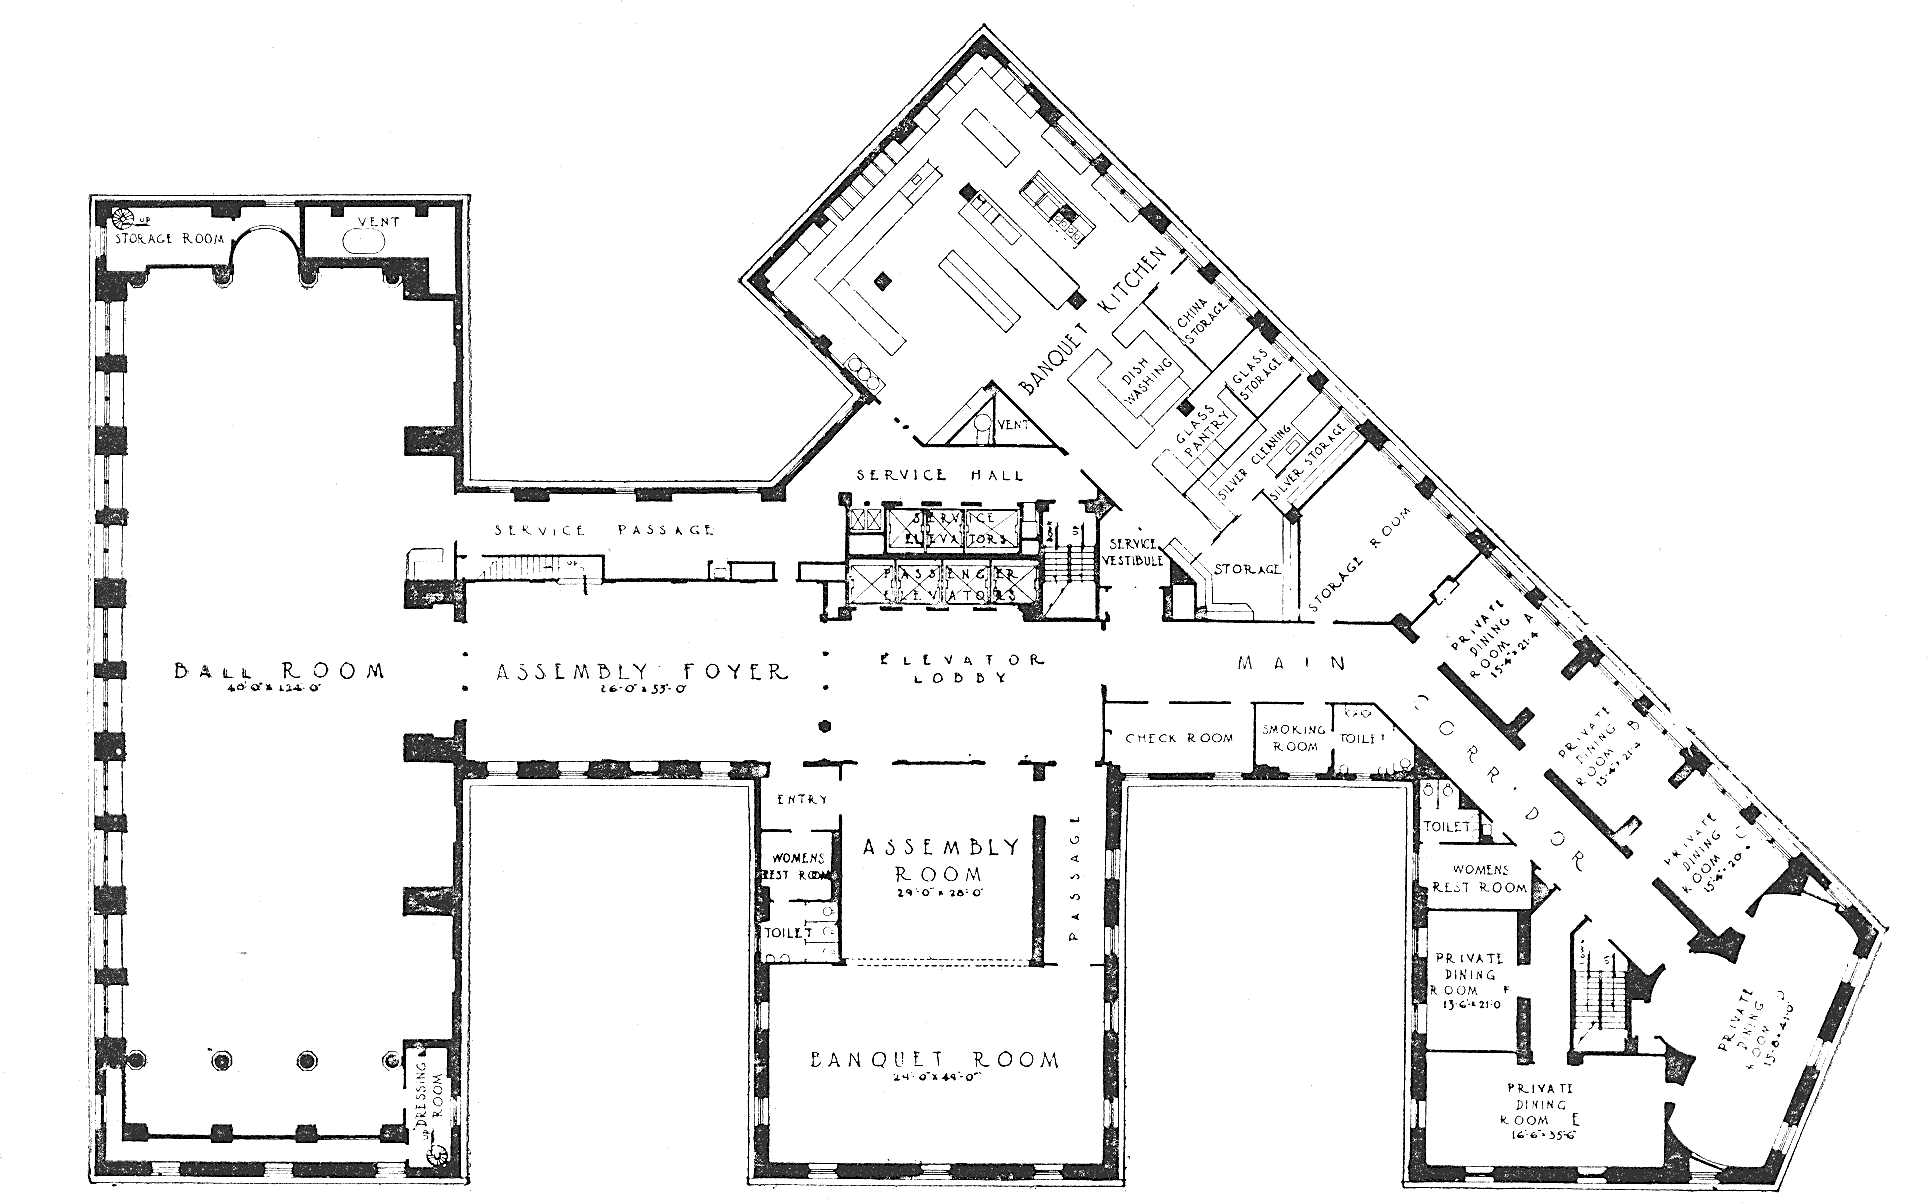 UP
STORAGE ROOM
VENT
BANQUET KITCHEN
CHINA
STORAGE
DISH
WASHING
GLASS
STORAGE
GLASS
PANTRY
SILVER CLEANING
SILVER STORAGE
VENT
SERVICE HALL
SERVICE PASSAGE
UP
SERVICE
ELEVATORS
PASSENGER
ELEVATORS
SERVICE
VESTIBULE
STORAGE
STORAGE ROOM
BALL ROOM
40'-0" x 124'-0"
ASSEMBLY FOYER
26'-0" x 53'-0"
ELEVATOR
LOBBY
MAIN
CORRIDOR
PRIVATE
DINING
ROOM A
15'-4" x 21'-4"
PRIVATE
DINING
ROOM B
15'-4" x 21'-4"
PRIVATE
DINING
ROOM C
CHECK ROOM
SMOKING
ROOM
TOILET
ENTRY
ASSEMBLY
ROOM
29'-0" x 28'-0"
PASSAGE
WOMENS
REST ROOM
TOILET
TOILET
WOMENS
REST ROOM
PRIVATE
DINING
ROOM F
13'-6" x 21'-0
PRIVATE
DINING
ROOM D
15'-8" x 41'-0"
BANQUET ROOM
24'-0" x 49'-0"
DRESSING
ROOM
UP
PRIVATE
DINING
ROOM E
16'-6" x 35'-6"